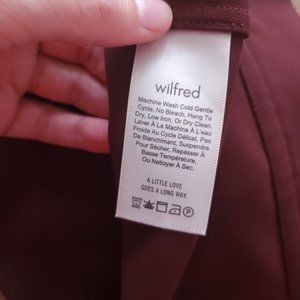 wilfred
Machine Wash Cold Gentle
Cycle, No Bleach, Hang To
Dry, Low Iron, Or Dry Clean.
Laver À La Machine À L'eau
Froide Au Cycle Délicat, Pas
De Blanchiment, Suspendre
Pour Sécher, Repasser À
Basse Température,
Ou Nettoyer À Sec.
A LITTLE LOVE
GOES A LONG WAY.